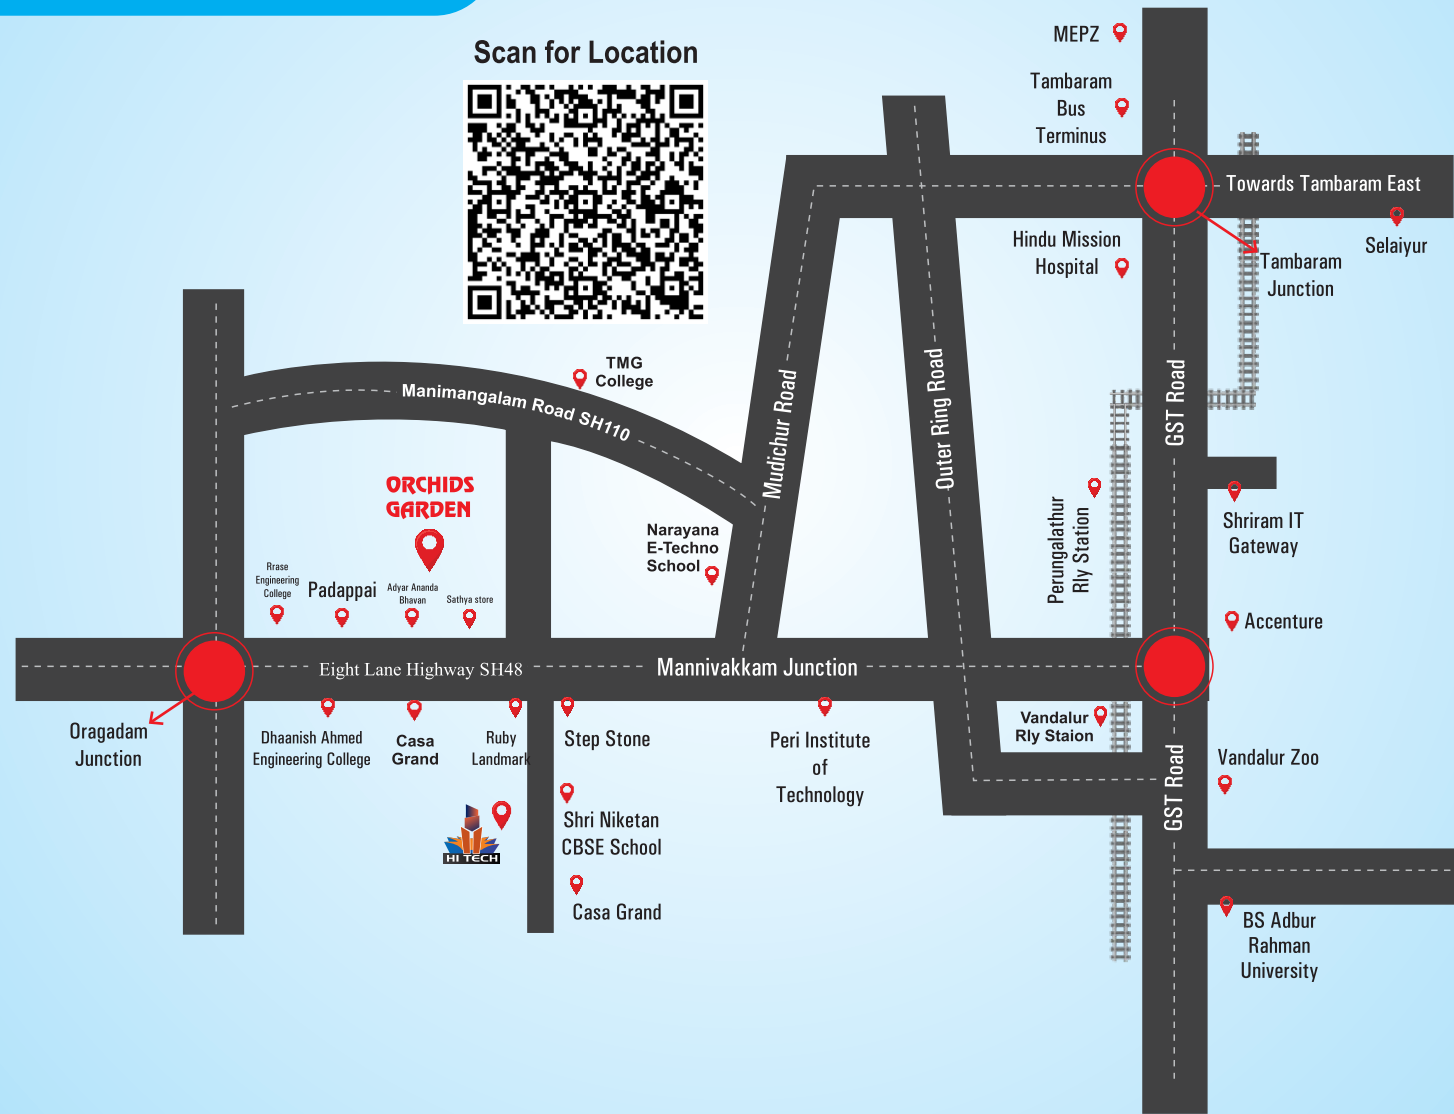 Scan for Location
MEPZ
Tambaram
Bus
Terminus
Towards Tambaram East
Selaiyur
Hindu Mission
Hospital
Tambaram
Junction
TMG
College
Manimangalam Road SH110
Mudichur Road
Outer Ring Road
GST Road
ORCHIDS
GARDEN
Narayana
E-Techno
School
Perungalathur
Rly Station
Shriram IT
Gateway
Rrase
Engineering
College
Padappai
Adyar Ananda
Bhavan
Sathya store
Accenture
Eight Lane Highway SH48
Mannivakkam Junction
Oragadam
Junction
Dhaanish Ahmed
Engineering College
Casa
Grand
Ruby
Landmark
Step Stone
Peri Institute
of
Technology
Vandalur
Rly Staion
GST Road
Vandalur Zoo
HI TECH
Shri Niketan
CBSE School
Casa Grand
BS Adbur
Rahman
University